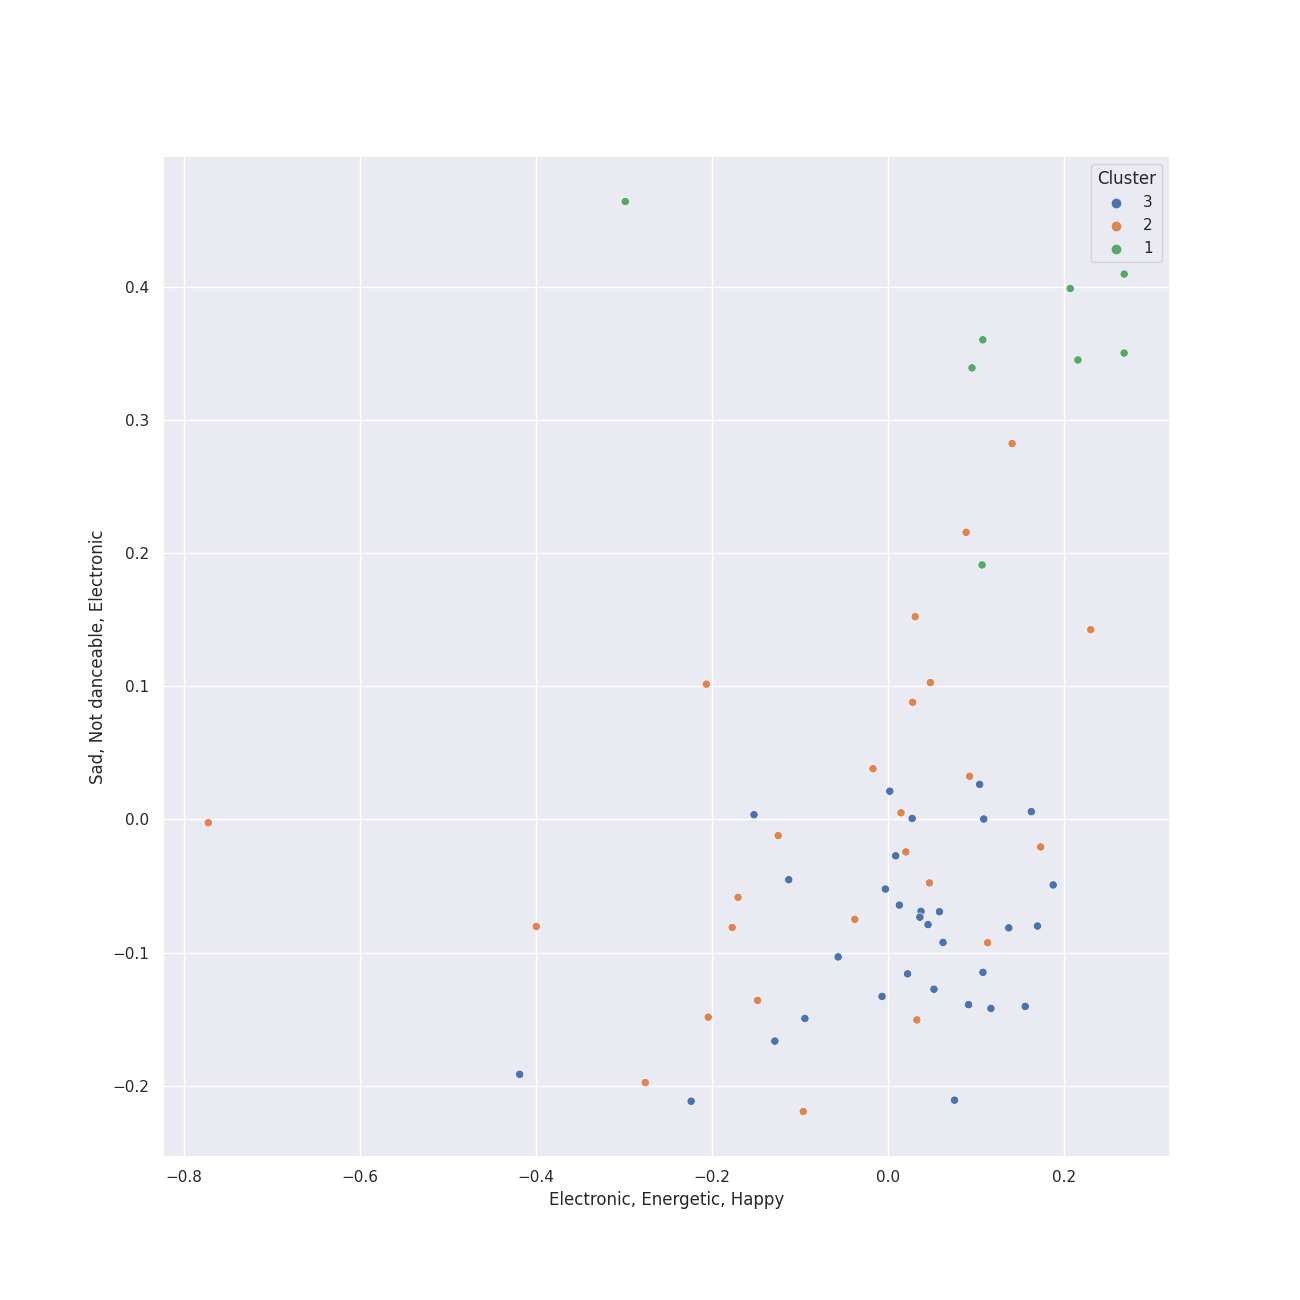 Cluster
3
2
1
0.4
0.3
0.2
0.1
0.0
−0.1
−0.2
Sad, Not danceable, Electronic
−0.8 −0.6 −0.4 −0.2 0.0 0.2
Electronic, Energetic, Happy